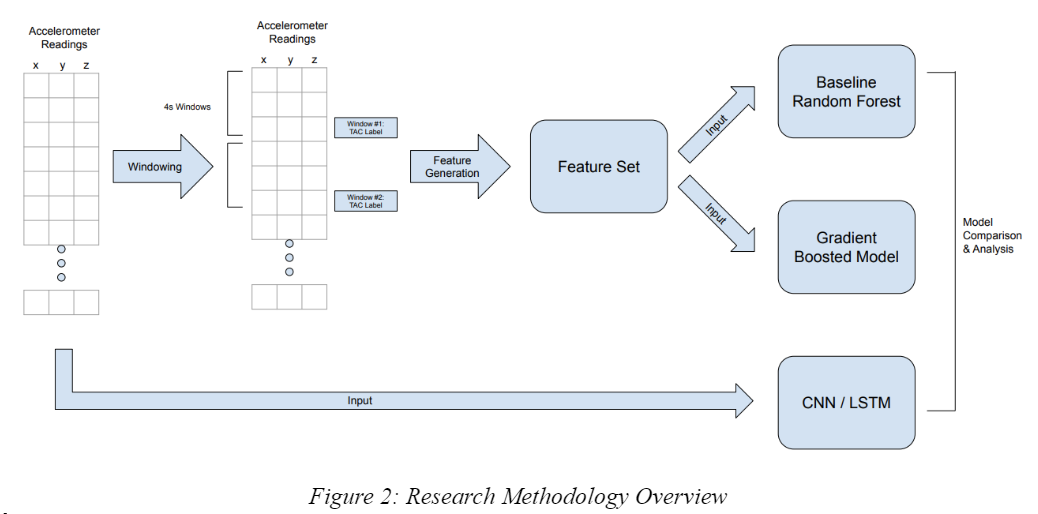 Accelerometer
Readings
x y z
Windowing
Accelerometer
Readings
x y z
4s Windows
Window #1:
TAC Label
Window #2:
TAC Label
Feature
Generation
Feature Set
Input
Input
Baseline
Random Forest
Gradient
Boosted Model
CNN / LSTM
Model
Comparison
& Analysis
Input
Figure 2: Research Methodology Overview